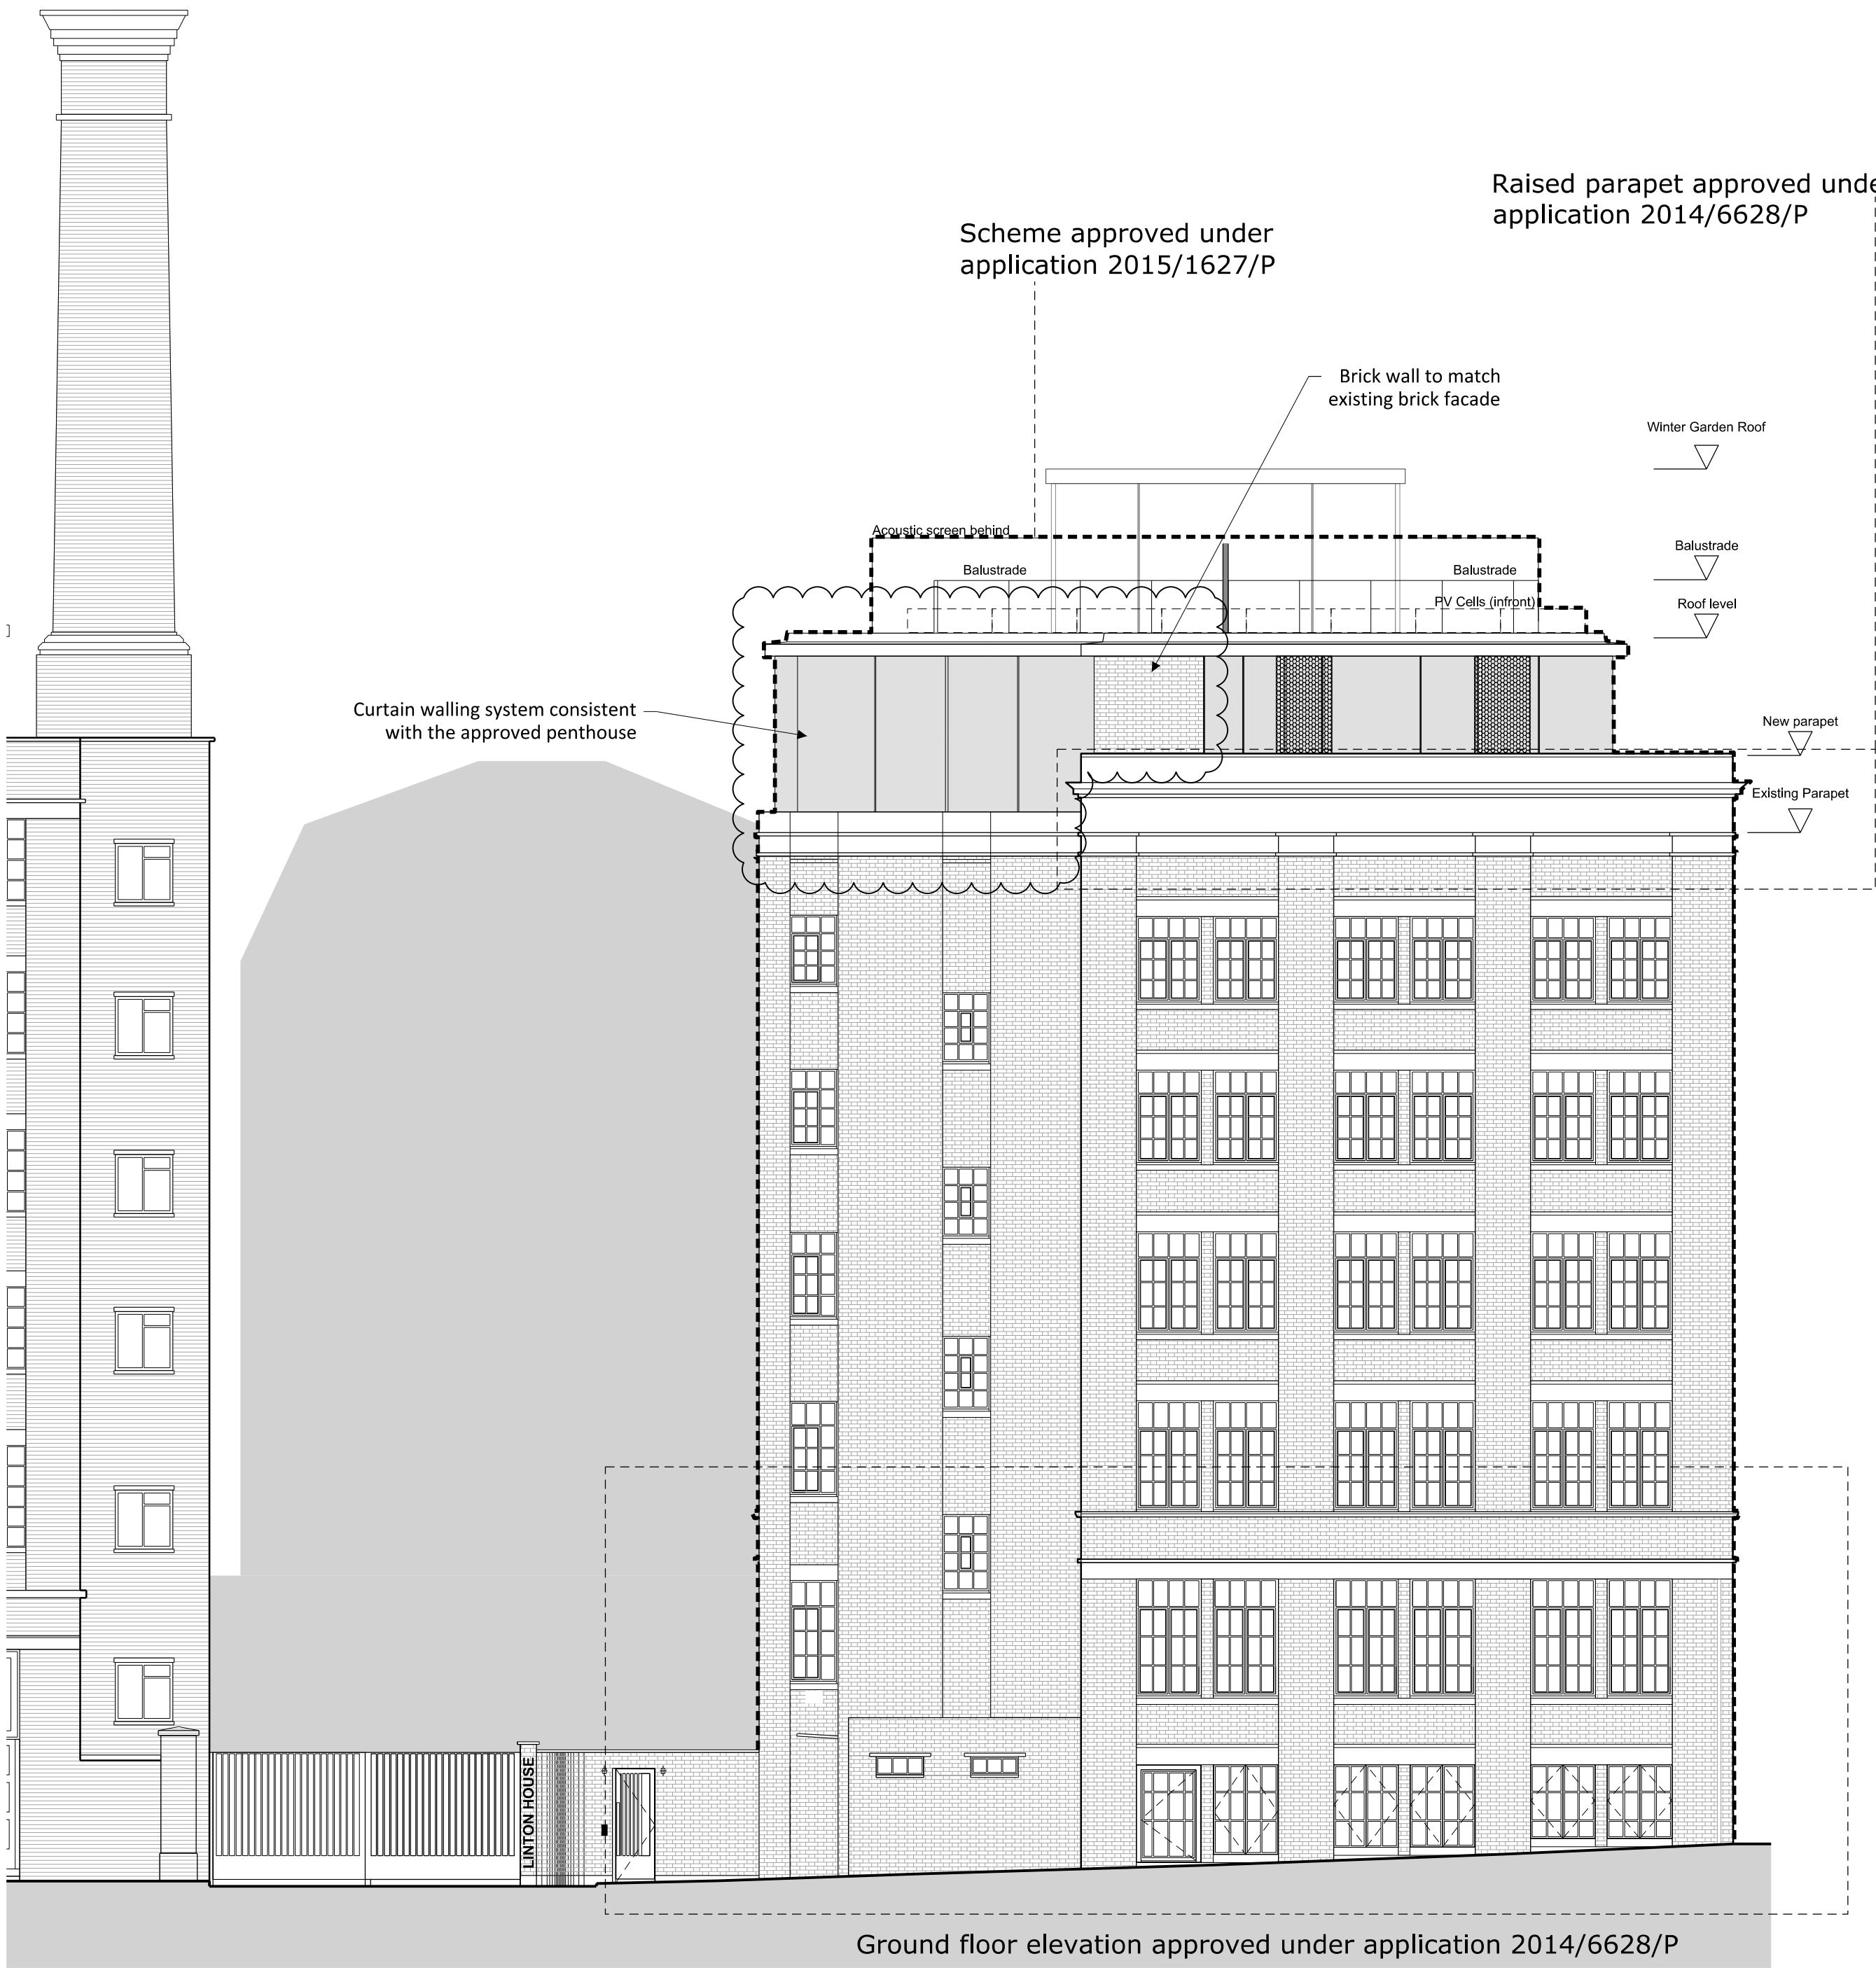 Raised parapet approved unde
application 2014/6628/P
Scheme approved under
application 2015/1627/P
Brick wall to match
existing brick facade
Winter Garden Roof
Acoustic screen behind
Balustrade
Balustrade
Balustrade
PV Cells (infront)
Roof level
Curtain walling system consistent
with the approved penthouse
New parapet
Existing Parapet
LINTON HOUSE
Ground floor elevation approved under application 2014/6628/P